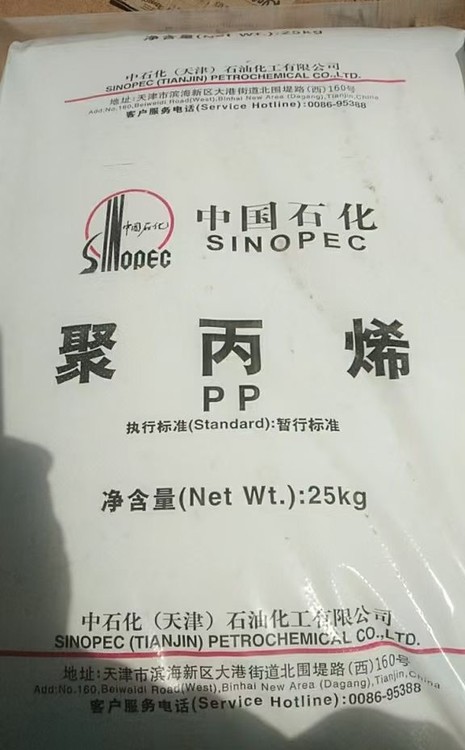 净含量(Net Wt.):25kg
中石化（天津）石油化工有限公司
SINOPEC (TIANJIN) PETROCHEMICAL CO.,LTD.
地址:天津市滨海新区大港街道北围堤路(西)160号
Add:No.160,Beiweidi Road(West),Binhai New Area (Dagang),Tianjin,China
客户服务电话(Service Hotline):0086-95388
中国石化
SINOPEC
中国石化
SINOPEC
聚丙烯
PP
执行标准(Standard):暂行标准
净含量(Net Wt.):25kg
中石化（天津）石油化工有限公司
SINOPEC (TIANJIN) PETROCHEMICAL CO.,LTD.
地址:天津市滨海新区大港街道北围堤路(西)160号
Add:No.160,Beiweidi Road(West),Binhai New Area (Dagang),Tianjin,China
客户服务电话(Service Hotline):0086-95388